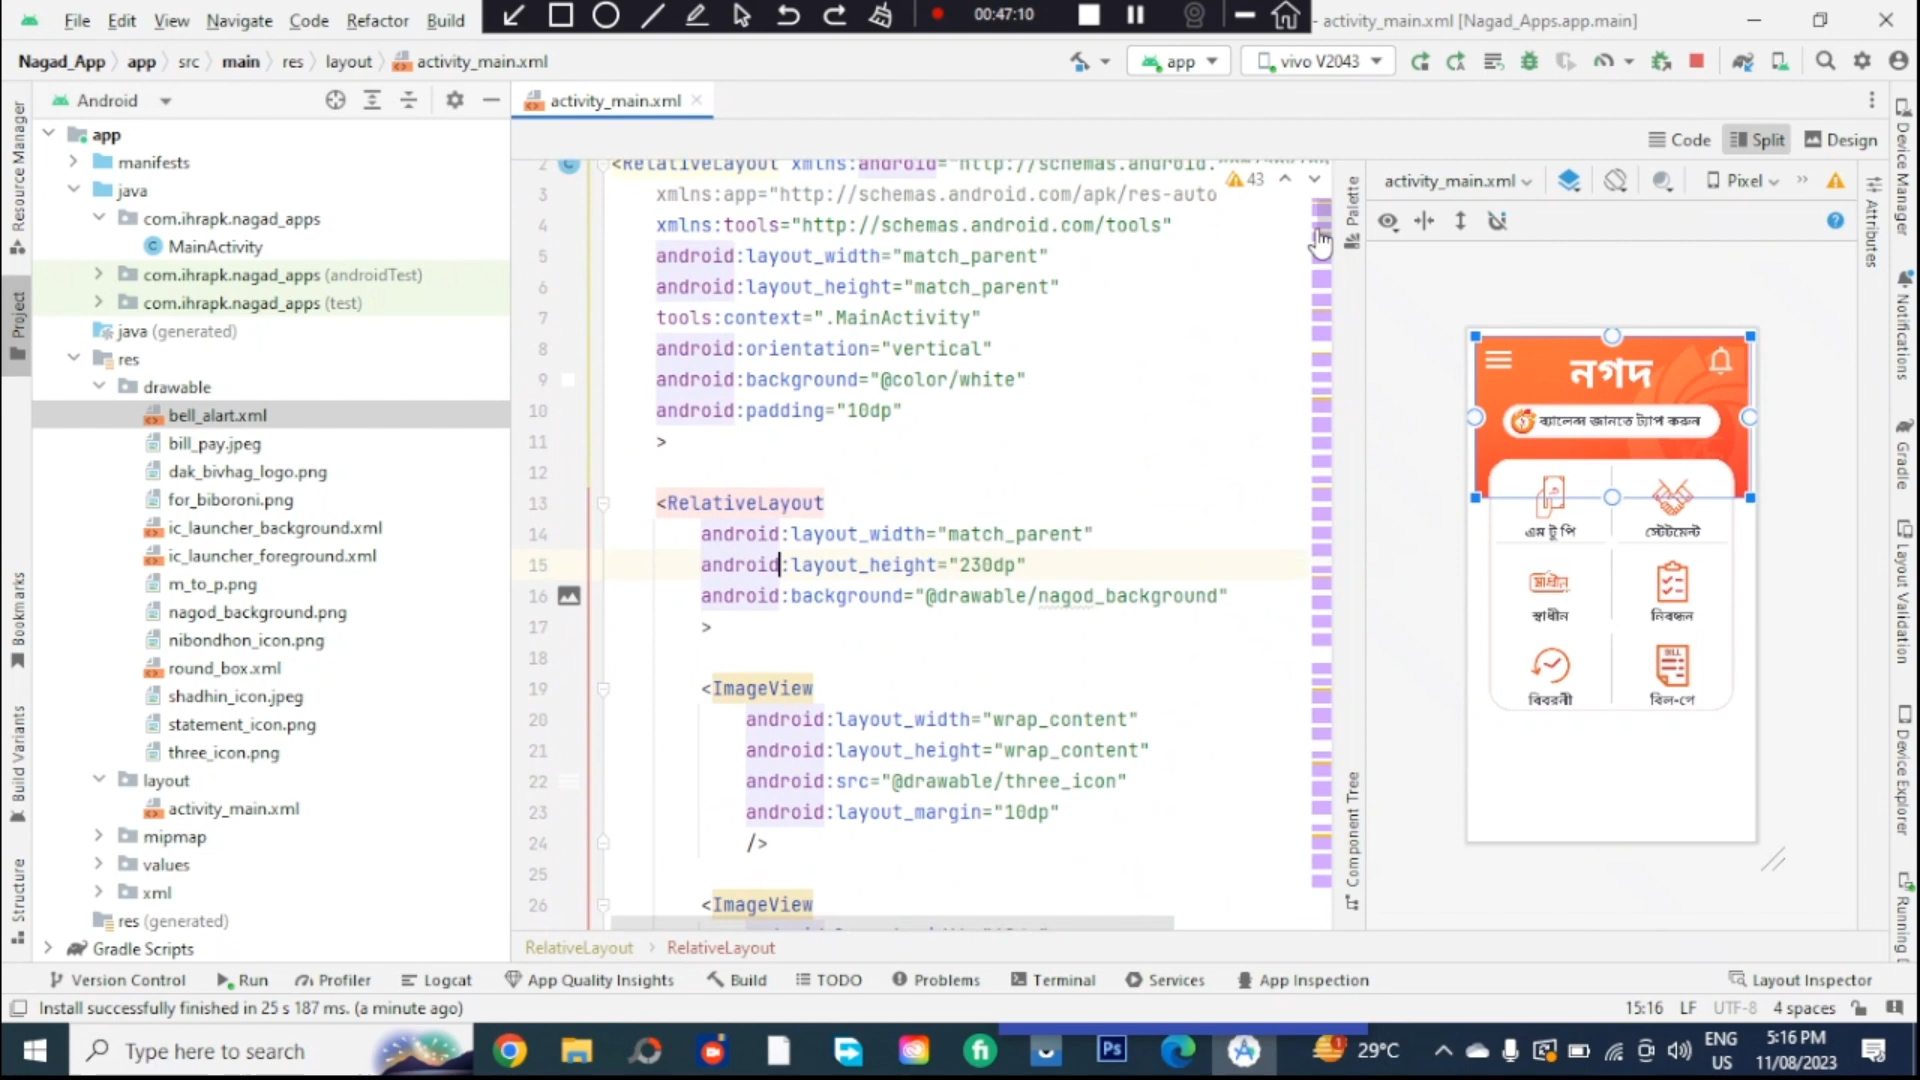 File Edit View Navigate Code Refactor Build 00:47:10 - activity_main.xml [Nagad_Apps.app.main]
Nagad_App app src main res layout activity_main.xml app vivo V2043
Android activity_main.xml
Code Split Design
app
manifests
java
com.ihrapk.nagad_apps
MainActivity
com.ihrapk.nagad_apps (androidTest)
com.ihrapk.nagad_apps (test)
java (generated)
res
drawable
bell_alart.xml
bill_pay.jpeg
dak_bivhag_logo.png
for_biboroni.png
ic_launcher_background.xml
ic_launcher_foreground.xml
m_to_p.png
nagod_background.png
nibondhon_icon.png
round_box.xml
shadhin_icon.jpeg
statement_icon.png
three_icon.png
layout
activity_main.xml
mipmap
values
xml
res (generated)
Gradle Scripts
Resource Manager
Project
Bookmarks
Build Variants
Structure
2 <RelativeLayout xmlns:android="http://schemas.android.
43
3 xmlns:app="http://schemas.android.com/apk/res-auto
4 xmlns:tools="http://schemas.android.com/tools"
5 android:layout_width="match_parent"
6 android:layout_height="match_parent"
7 tools:context=".MainActivity"
8 android:orientation="vertical"
9 android:background="@color/white"
10 android:padding="10dp"
11 >
12
13 <RelativeLayout
14 android:layout_width="match_parent"
15 android:layout_height="230dp"
16 android:background="@drawable/nagod_background"
17 >
18
19 <ImageView
20 android:layout_width="wrap_content"
21 android:layout_height="wrap_content"
22 android:src="@drawable/three_icon"
23 android:layout_margin="10dp"
24 />
25
26 <ImageView
RelativeLayout RelativeLayout
Palette
Component Tree
activity_main.xml Pixel
নগদ
ব্যালেন্স জানতে ট্যাপ করুন
এম টু পি স্টেটমেন্ট
স্বাধীন
স্বাধীন নিবন্ধন
BILL
বিবরনী বিল-পে
Attributes
Device Manager
Notifications
Gradle
Layout Validation
Device Explorer
Running
Version Control Run Profiler Logcat App Quality Insights Build TODO Problems Terminal Services App Inspection Layout Inspector
Install successfully finished in 25 s 187 ms. (a minute ago) 15:16 LF UTF-8 4 spaces
Type here to search fi Ps 29°C ENG 5:16 PM
US 11/08/2023